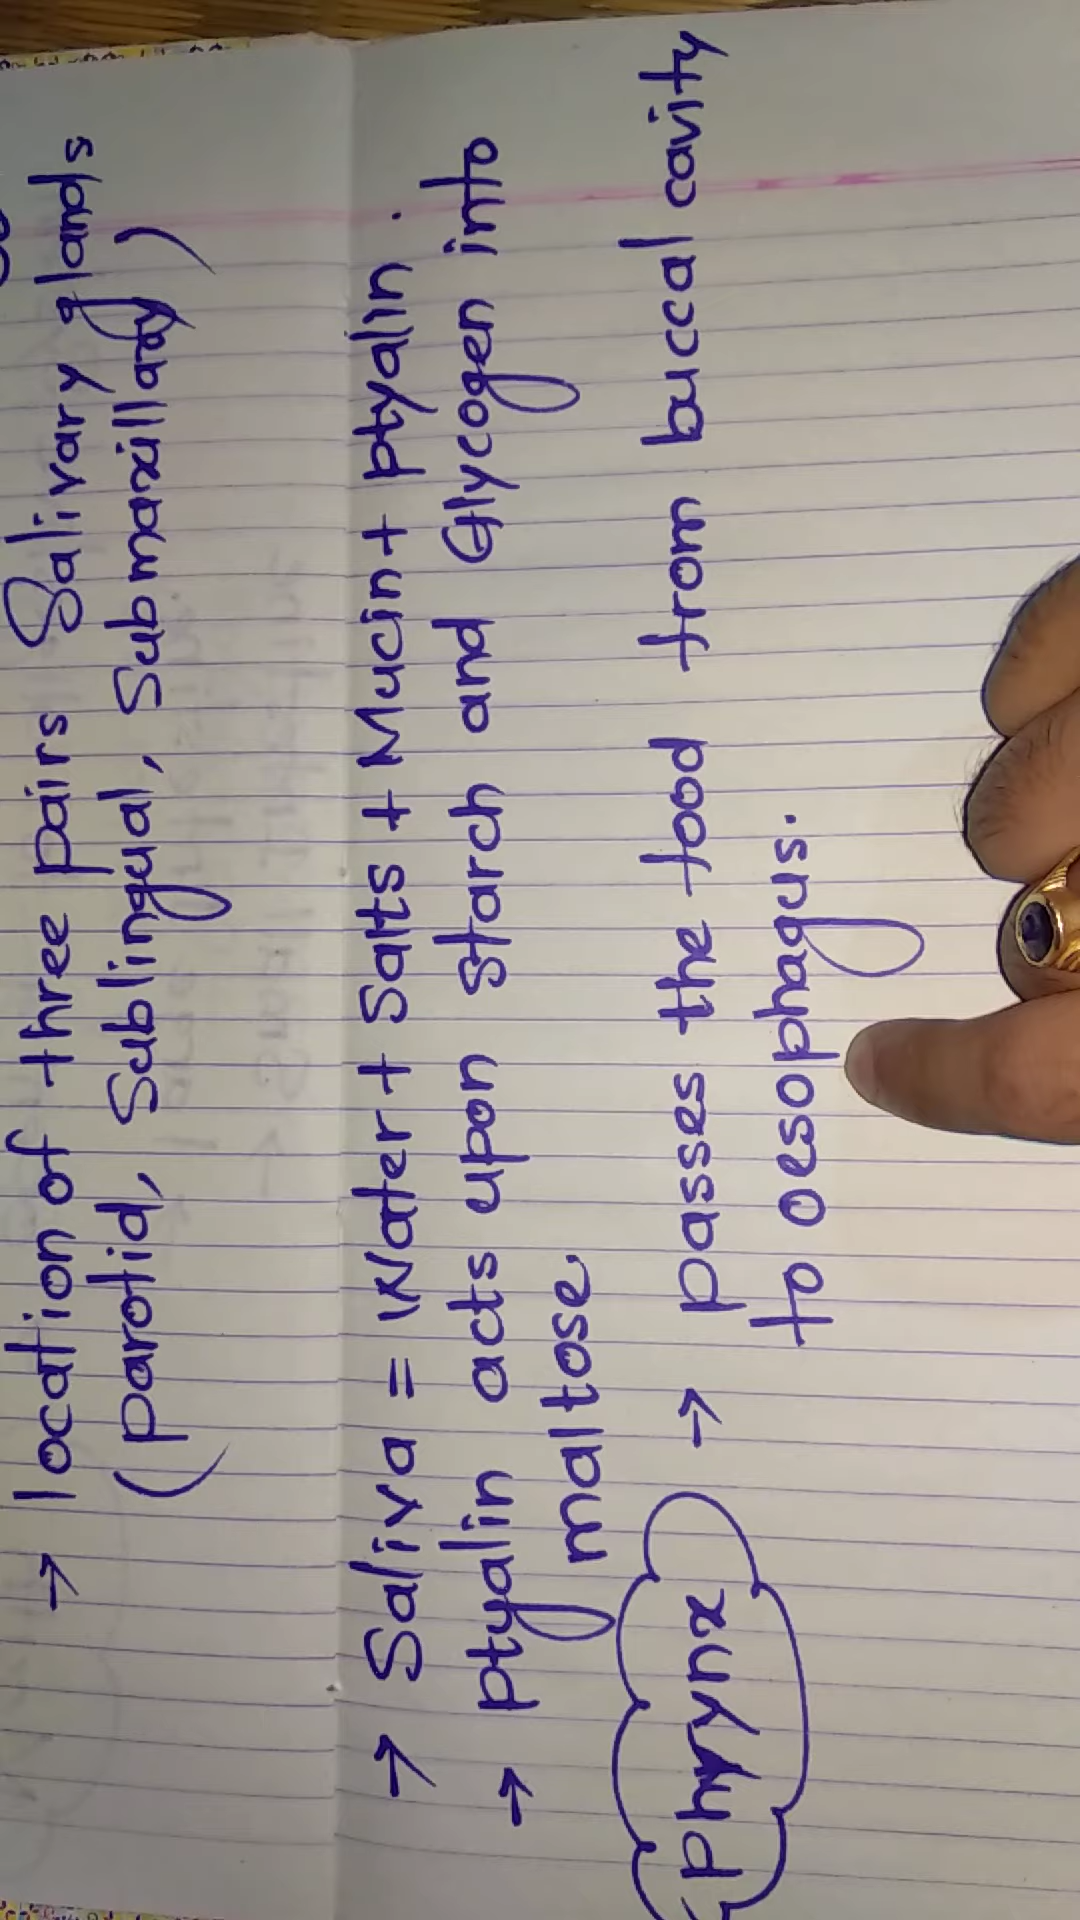 → location of three pairs Salivary glands
(parotid, Sublingual, Submaxillary)
→ Saliva = Water + Salts + Mucin + ptyalin.
→ ptyalin acts upon starch and Glycogen into
maltose.
phyynx → passes the food from buccal cavity
to oesophagus.